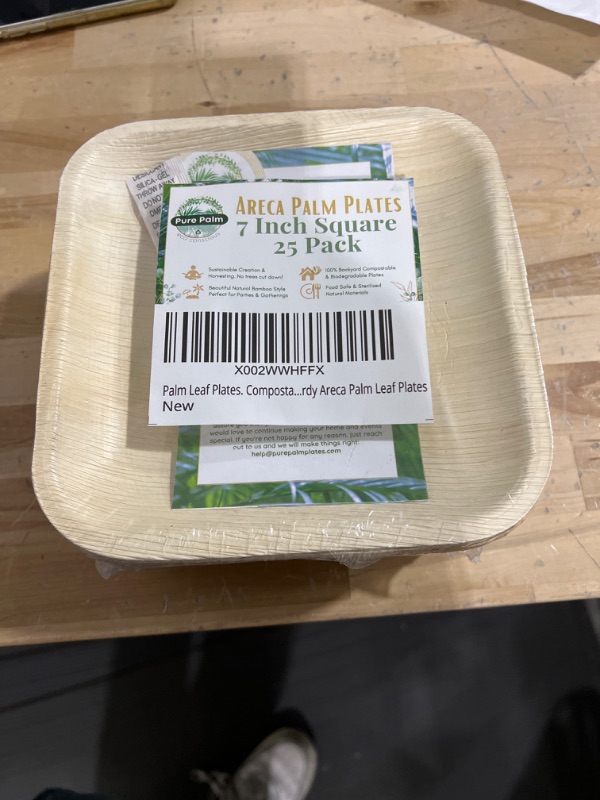 SILICA-GEL
THROW AWAY
DO NO
Pure Palm
ARECA PALM PLATES
7 Inch Square
25 Pack
Sustainable Creation &
Harvesting. No trees cut down!
100% Backyard Compostable
& Biodegradable Plates
Beautiful Natural Bamboo Style
Perfect for Parties & Gatherings
Food Safe & Sterilized
Natural Materials
X002WWHFFX
Palm Leaf Plates. Composta...rdy Areca Palm Leaf Plates
New
would love to continue making your home and events
special. If you're not happy for any reason, just reach
out to us and we will make things right:
help@purepalmplates.com